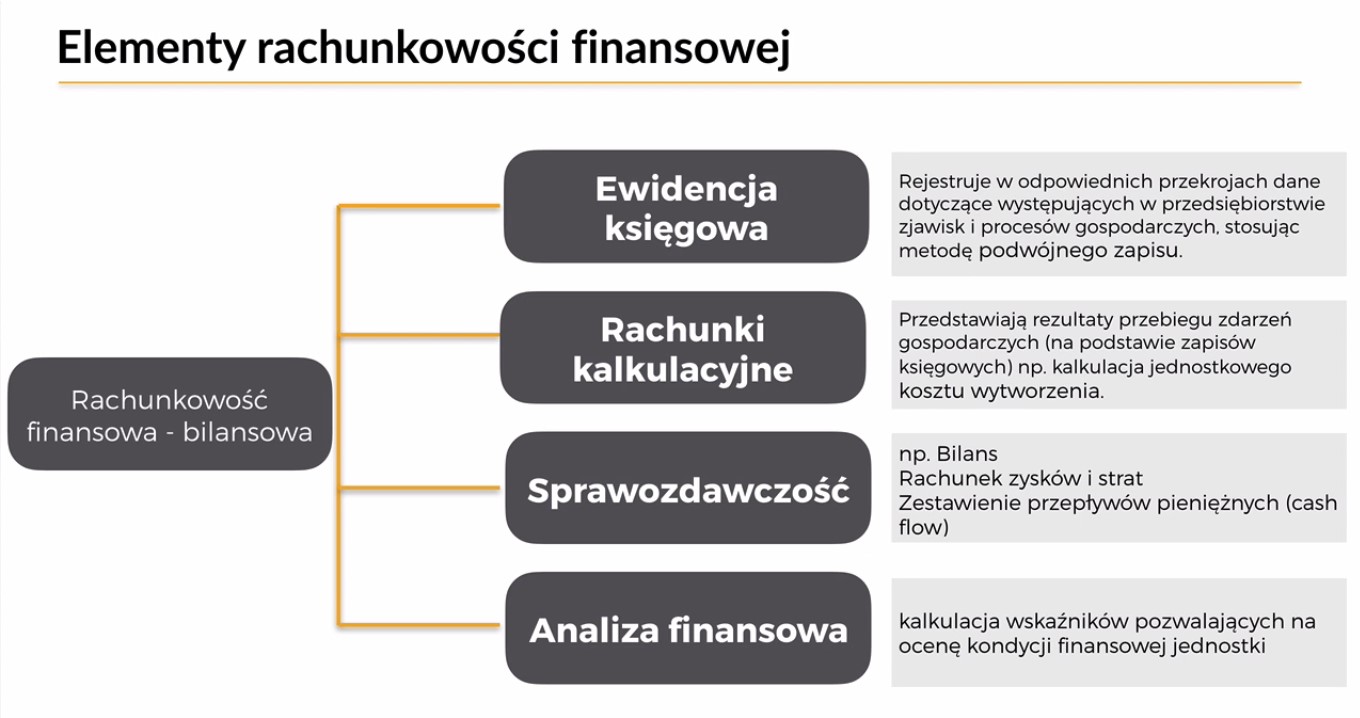 Elementy rachunkowości finansowej
Ewidencja
księgowa
Rejestruje w odpowiednich przekrojach dane
dotyczące występujących w przedsiębiorstwie
zjawisk i procesów gospodarczych, stosując
metodę podwójnego zapisu.
Rachunki
kalkulacyjne
Przedstawiają rezultaty przebiegu zdarzeń
gospodarczych (na podstawie zapisów
księgowych) np. kalkulacja jednostkowego
kosztu wytworzenia.
Rachunkowość
finansowa - bilansowa
Sprawozdawczość
np. Bilans
Rachunek zysków i strat
Zestawienie przepływów pieniężnych (cash
flow)
Analiza finansowa
kalkulacja wskaźników pozwalających na
ocenę kondycji finansowej jednostki